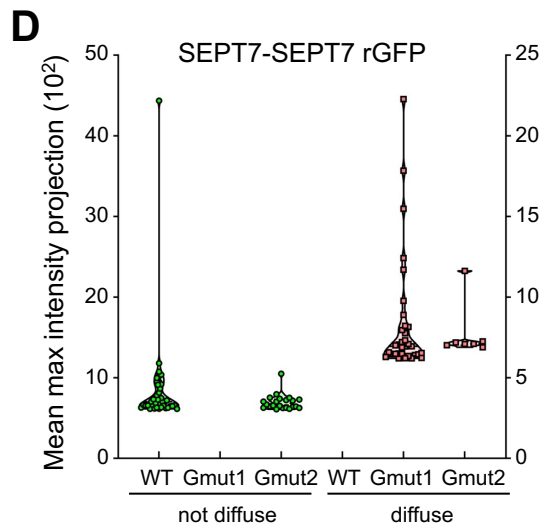 D
SEPT7-SEPT7 rGFP
Mean max intensity projection (10²)
50
40
30
20
10
0
25
20
15
10
5
0
WT Gmut1 Gmut2 WT Gmut1 Gmut2
not diffuse diffuse